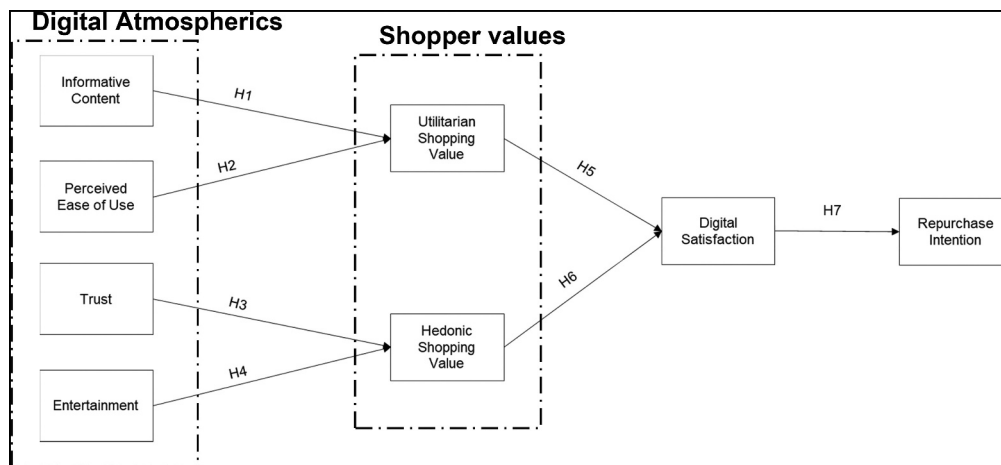 Digital Atmospherics
Shopper values
Informative
Content
H1
Utilitarian
Shopping
Value
H2
Perceived
Ease of Use
H5
Digital
Satisfaction
H7
Repurchase
Intention
Trust
H3
H6
Hedonic
Shopping
Value
H4
Entertainment